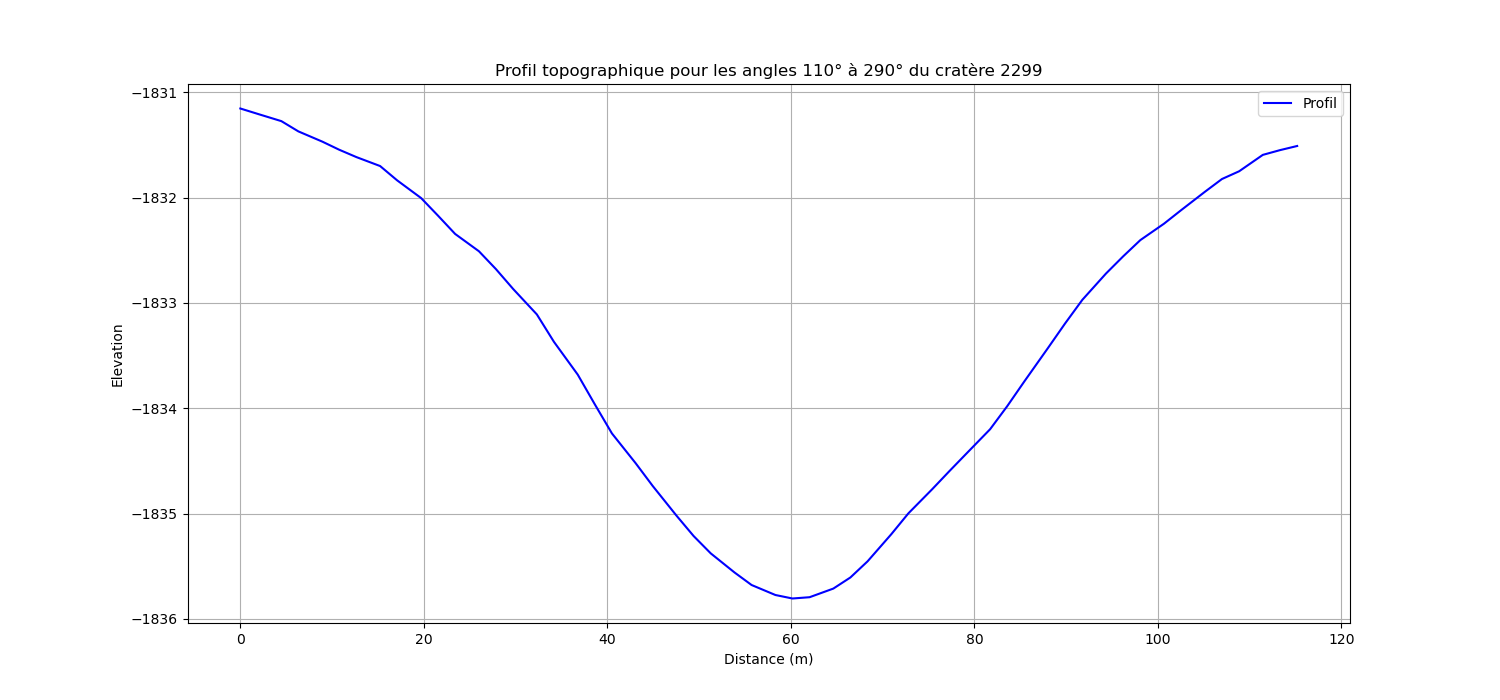 Profil topographique pour les angles 110° à 290° du cratère 2299
Profil
−1831
−1832
−1833
−1834
−1835
−1836
Elevation
0 20 40 60 80 100 120
Distance (m)